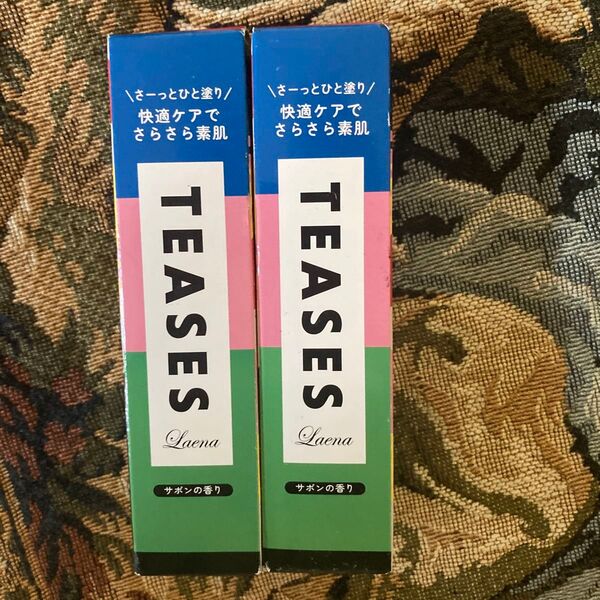 \さーっとひと塗り/
快適ケアで
さらさら素肌
TEASES
Laena
サボンの香り
\さーっとひと塗り/
快適ケアで
さらさら素肌
TEASES
Laena
サボンの香り